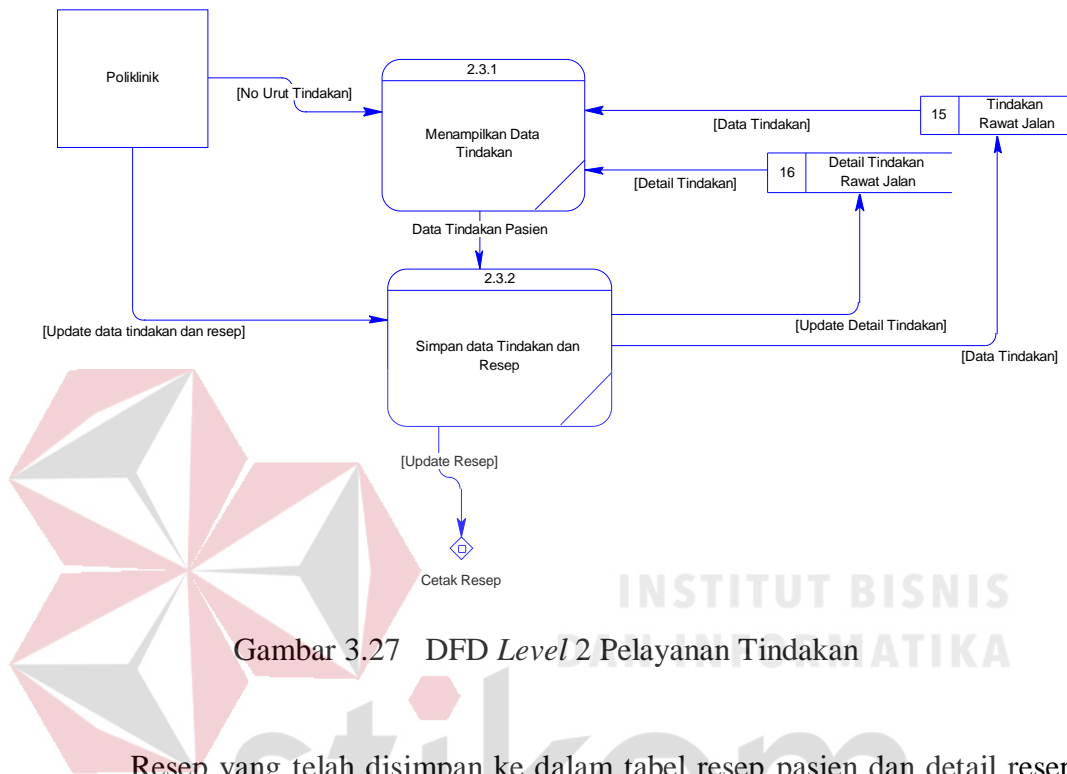 Poliklinik
[No Urut Tindakan]
2.3.1
Menampilkan Data
Tindakan
[Data Tindakan]
15
Tindakan
Rawat Jalan
[Detail Tindakan]
16
Detail Tindakan
Rawat Jalan
Data Tindakan Pasien
2.3.2
Simpan data Tindakan dan
Resep
[Update data tindakan dan resep]
[Update Detail Tindakan]
[Data Tindakan]
[Update Resep]
Cetak Resep
INSTITUT BISNIS
DAN INFORMATIKA
Gambar 3.27 DFD Level 2 Pelayanan Tindakan
stikom
Resep yang telah disimpan ke dalam tabel resep pasien dan detail resep